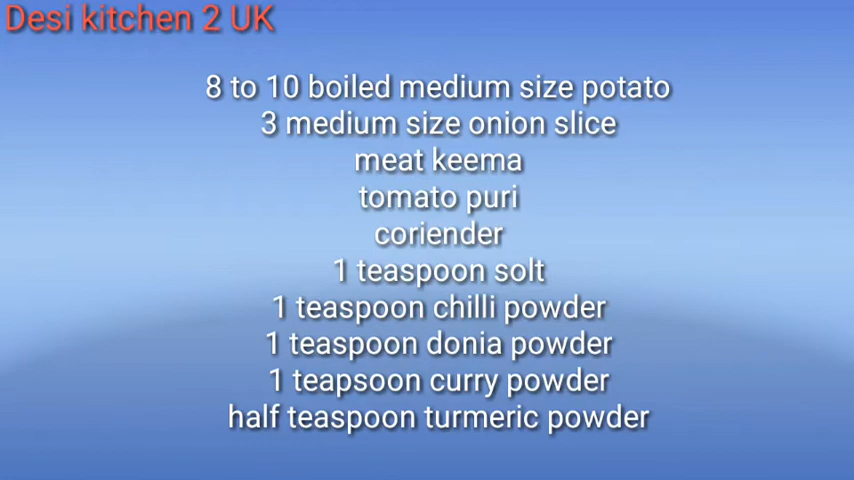 Desi kitchen 2 UK
8 to 10 boiled medium size potato
3 medium size onion slice
meat keema
tomato puri
coriender
1 teaspoon solt
1 teaspoon chilli powder
1 teaspoon donia powder
1 teapsoon curry powder
half teaspoon turmeric powder